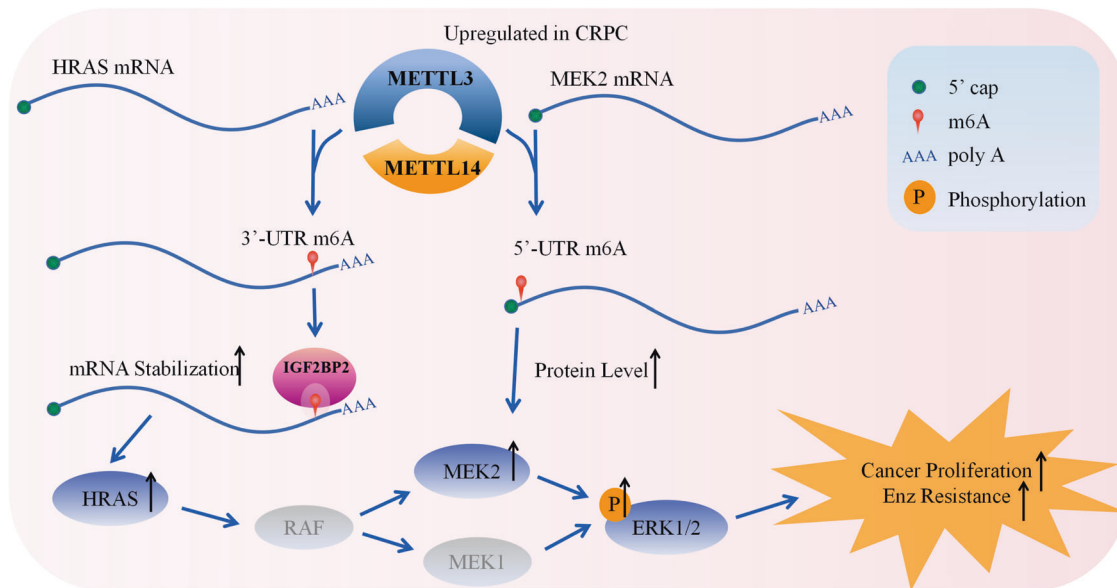 Upregulated in CRPC
HRAS mRNA
METTL3
MEK2 mRNA
AAA
AAA
METTL14
5’ cap
m6A
AAA poly A
P Phosphorylation
3’-UTR m6A
5’-UTR m6A
AAA
AAA
mRNA Stabilization
IGF2BP2
Protein Level
AAA
HRAS
RAF
MEK2
MEK1
P
ERK1/2
Cancer Proliferation
Enz Resistance